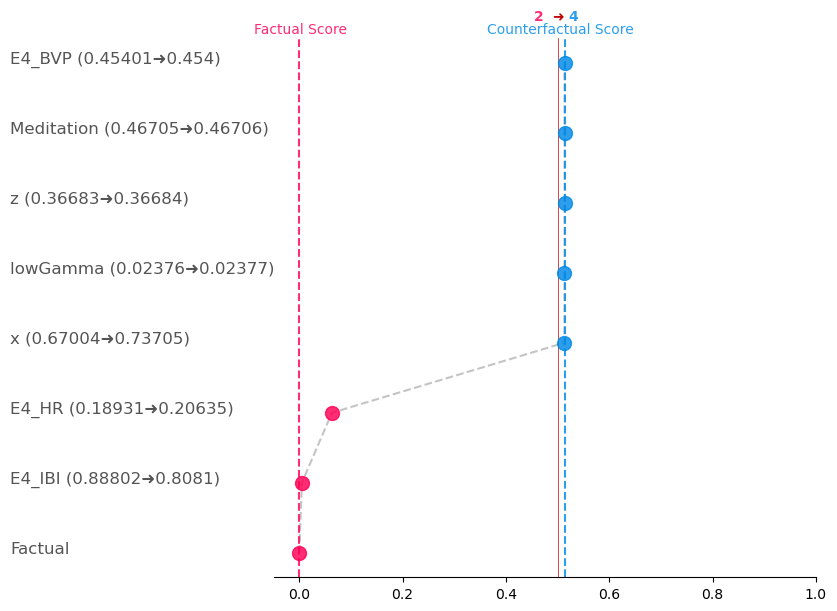 2 ➔ 4
Factual Score Counterfactual Score
E4_BVP (0.45401➔0.454)
Meditation (0.46705➔0.46706)
z (0.36683➔0.36684)
lowGamma (0.02376➔0.02377)
x (0.67004➔0.73705)
E4_HR (0.18931➔0.20635)
E4_IBI (0.88802➔0.8081)
Factual
0.0 0.2 0.4 0.6 0.8 1.0